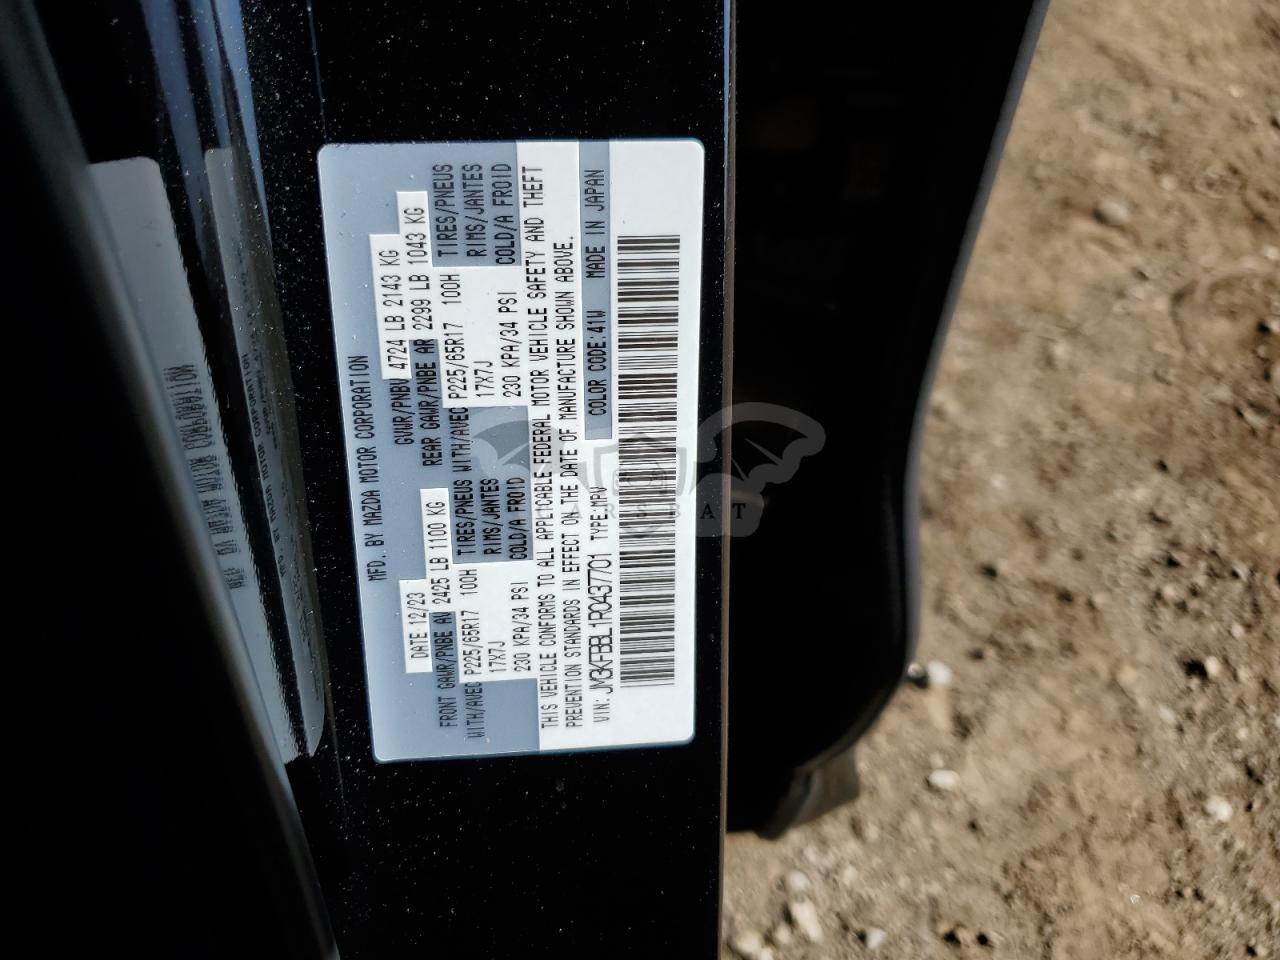 MFD. BY MAZDA MOTOR CORPORATION
DATE 12/23 GVWR/PNBV 4724 LB 2143 KG
FRONT GAWR/PNBE AV 2425 LB 1100 KG REAR GAWR/PNBE AR 2299 LB 1043 KG
WITH/AVEC P225/65R17 100H TIRES/PNEUS WITH/AVEC P225/65R17 100H TIRES/PNEUS
17X7J RIMS/JANTES 17X7J RIMS/JANTES
230 KPA/34 PSI COLD/A FROID 230 KPA/34 PSI COLD/A FROID
THIS VEHICLE CONFORMS TO ALL APPLICABLE FEDERAL MOTOR VEHICLE SAFETY AND THEFT
PREVENTION STANDARDS IN EFFECT ON THE DATE OF MANUFACTURE SHOWN ABOVE.
VIN: JM3KFBBL1R0437701 TYPE:MPV COLOR CODE:41W MADE IN JAPAN
CARSBAT